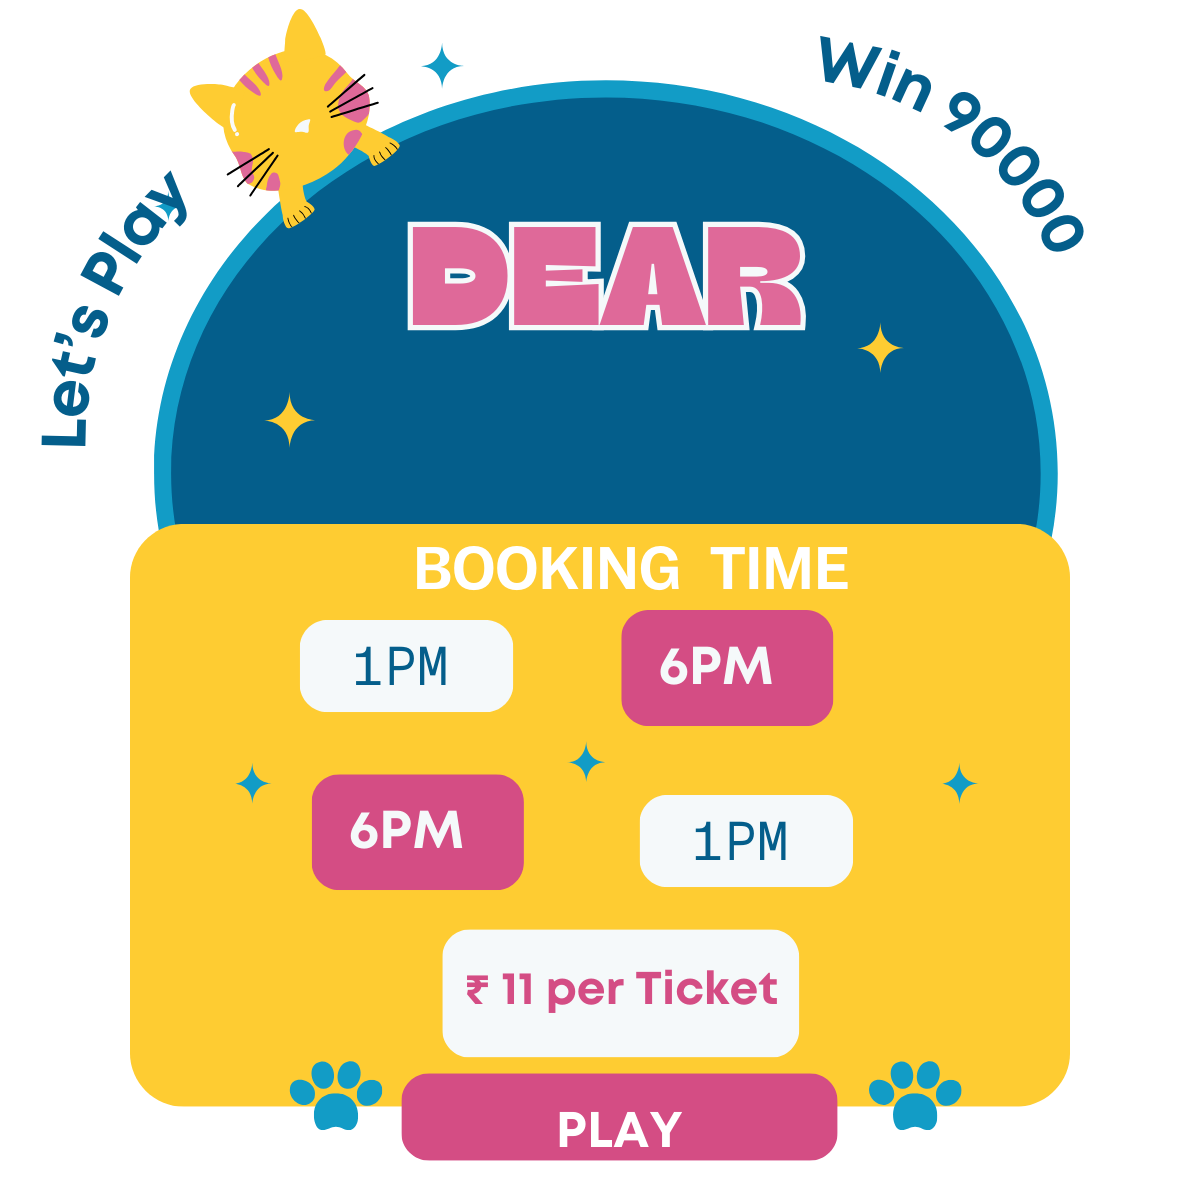 Let's Play
Win 90000
DEAR
BOOKING TIME
1PM
6PM
6PM
1PM
₹ 11 per Ticket
PLAY